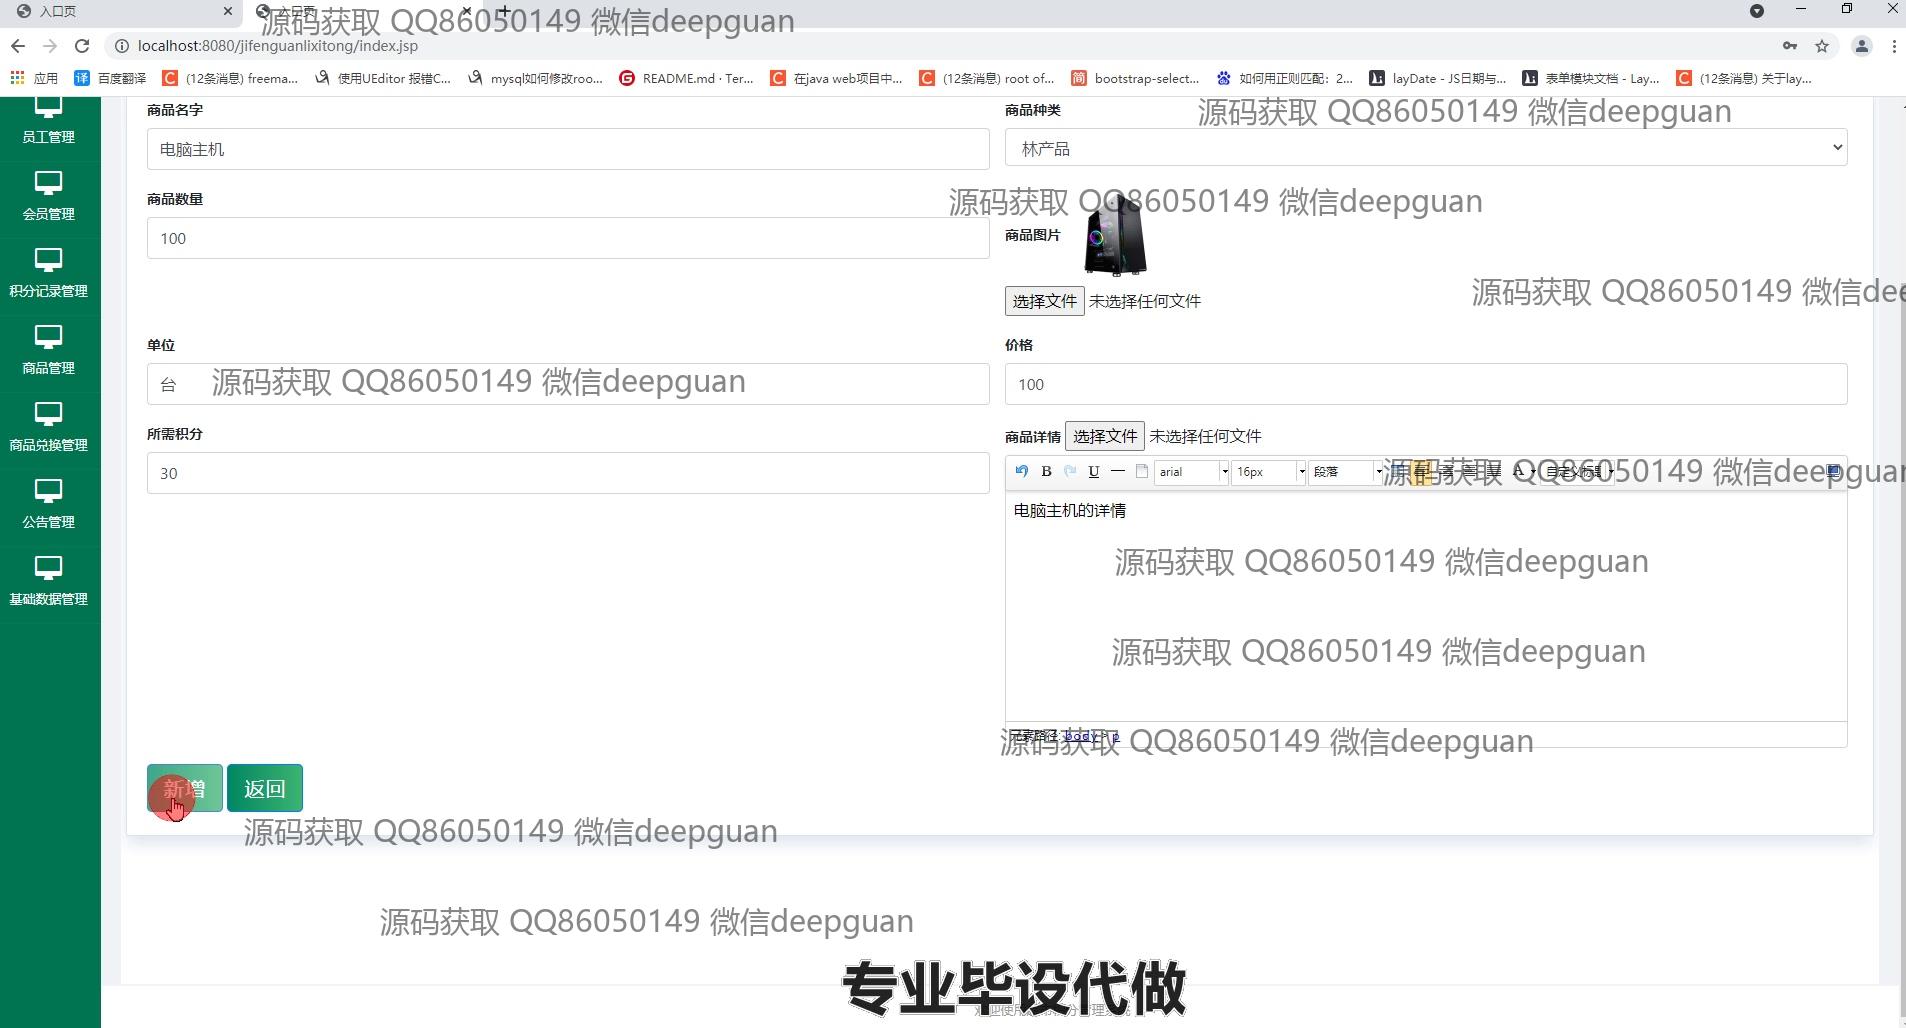 入口页
入口页
源码获取 QQ86050149 微信deepguan
localhost:8080/jifenguanlixitong/index.jsp
应用 百度翻译 (12条消息) freema... 使用UEditor 报错C... mysql如何修改roo... README.md · Ter... 在java web项目中... (12条消息) root of... bootstrap-select... 如何用正则匹配：2... layDate - JS日期与... 表单模块文档 - Lay... (12条消息) 关于lay...
员工管理
会员管理
积分记录管理
商品管理
商品兑换管理
公告管理
基础数据管理
商品名字
电脑主机
商品种类
林产品
源码获取 QQ86050149 微信deepguan
商品数量
100
源码获取 QQ86050149 微信deepguan
商品图片
选择文件 未选择任何文件
源码获取 QQ86050149 微信dee
单位
台
源码获取 QQ86050149 微信deepguan
价格
100
所需积分
30
商品详情 选择文件 未选择任何文件
B U arial 16px 段落
源码获取 QQ86050149 微信deepguan
电脑主机的详情
源码获取 QQ86050149 微信deepguan
源码获取 QQ86050149 微信deepguan
body p
源码获取 QQ86050149 微信deepguan
新增 返回
源码获取 QQ86050149 微信deepguan
源码获取 QQ86050149 微信deepguan
专业毕设代做